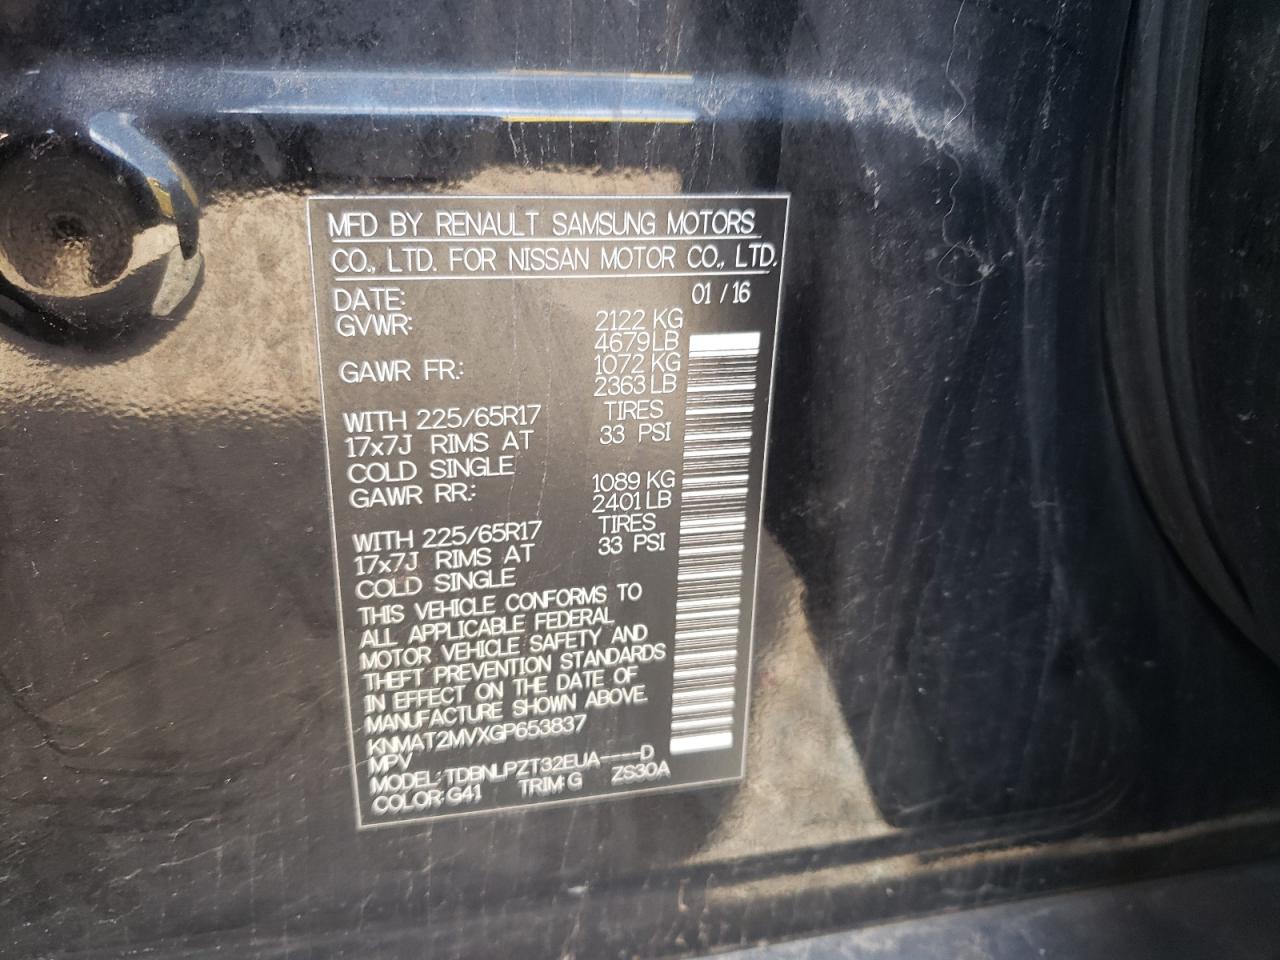 MFD BY RENAULT SAMSUNG MOTORS
CO., LTD. FOR NISSAN MOTOR CO., LTD.
DATE: 01 / 16
GVWR: 2122 KG
4679 LB
GAWR FR.: 1072 KG
2363 LB
WITH 225/65R17 TIRES
17x7J RIMS AT 33 PSI
COLD SINGLE
GAWR RR.: 1089 KG
2401 LB
WITH 225/65R17 TIRES
17x7J RIMS AT 33 PSI
COLD SINGLE
THIS VEHICLE CONFORMS TO
ALL APPLICABLE FEDERAL
MOTOR VEHICLE SAFETY AND
THEFT PREVENTION STANDARDS
IN EFFECT ON THE DATE OF
MANUFACTURE SHOWN ABOVE.
KNMAT2MVXGP653837
MPV
MODEL: TDBNLPZT32EUA----D
COLOR: G41 TRIM: G ZS30A